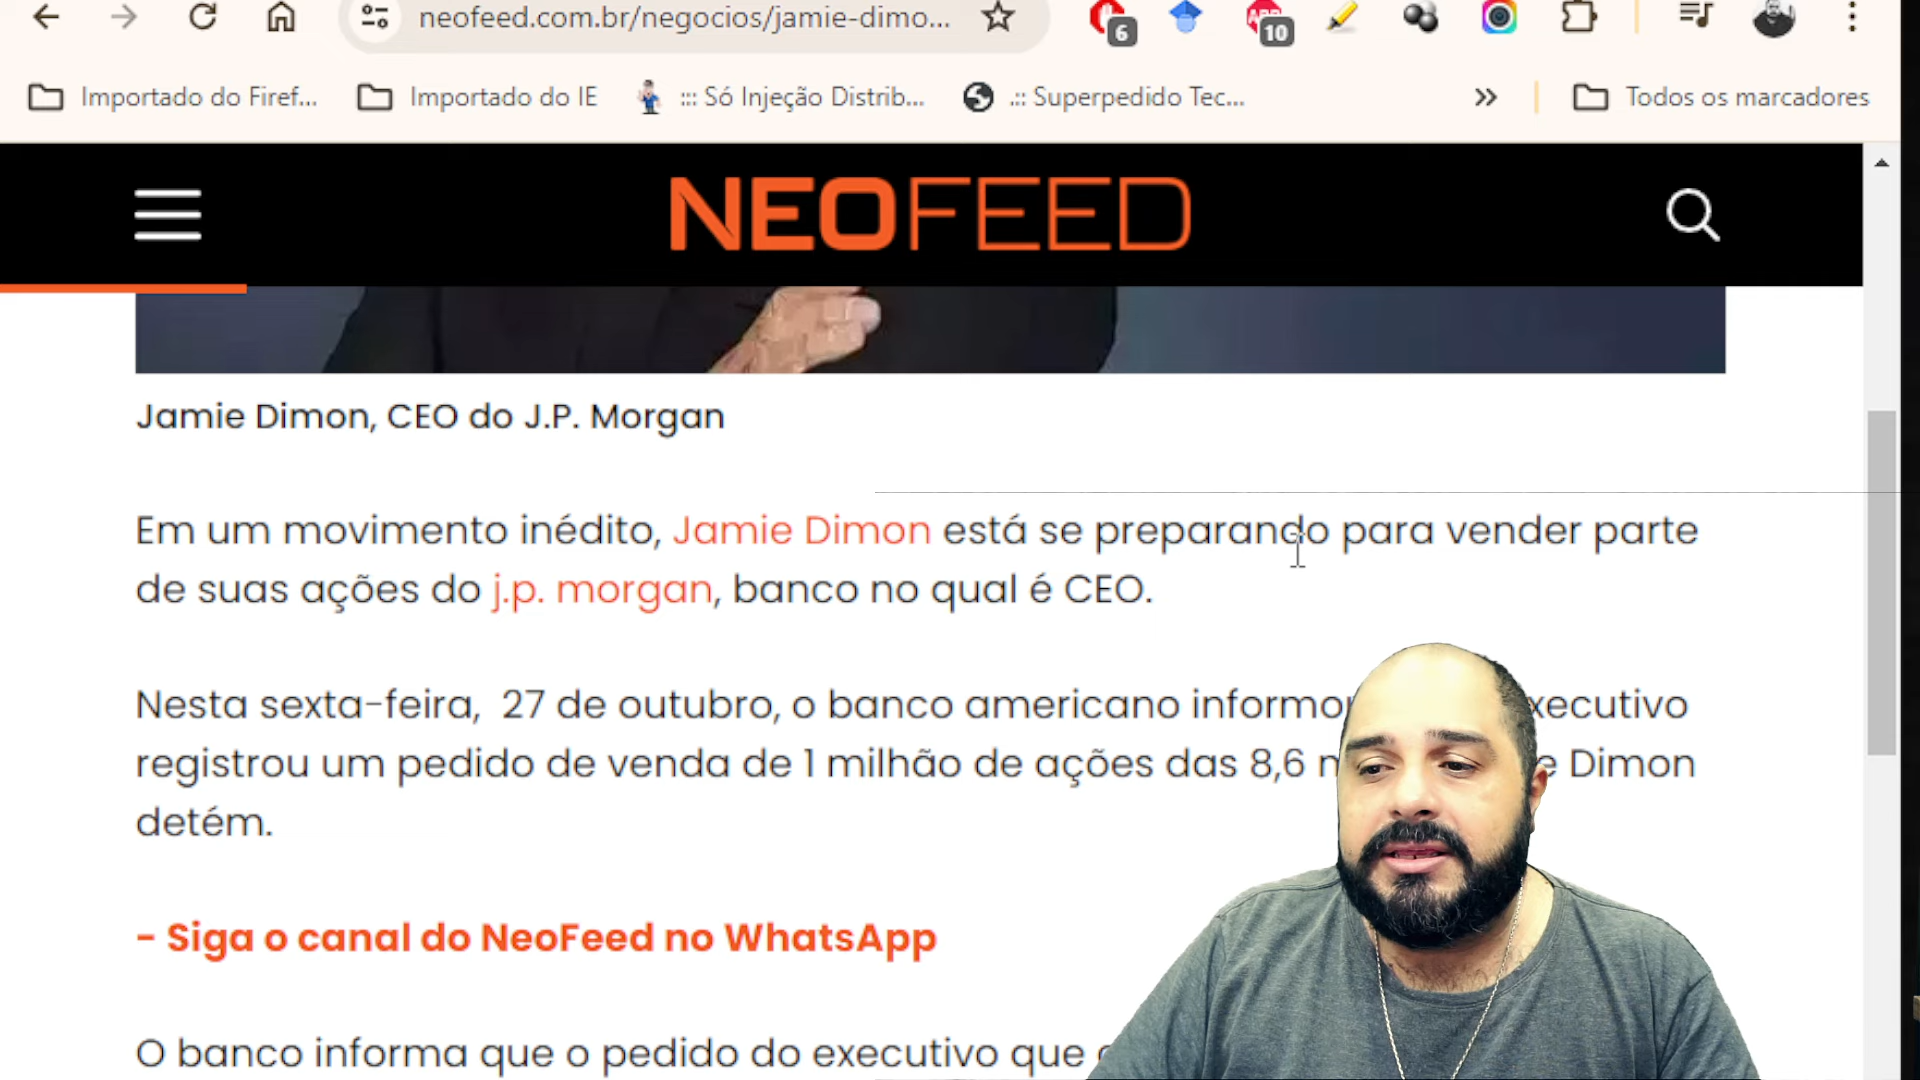 neofeed.com.br/negocios/jamie-dimo...
6
10
Importado do Firef...
Importado do IE
::: Só Injeção Distrib...
.:: Superpedido Tec...
Todos os marcadores
NEOFEED
Jamie Dimon, CEO do J.P. Morgan
Em um movimento inédito, Jamie Dimon está se preparando para vender parte
de suas ações do j.p. morgan, banco no qual é CEO.
Nesta sexta-feira, 27 de outubro, o banco americano informo xecutivo
registrou um pedido de venda de 1 milhão de ações das 8,6 e Dimon
detém.
- Siga o canal do NeoFeed no WhatsApp
O banco informa que o pedido do executivo que